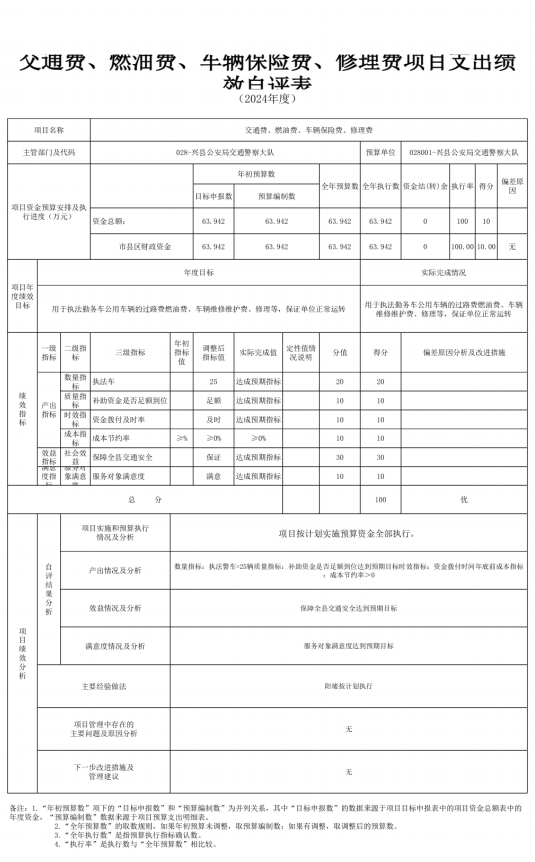 交通费、燃油费、车辆保险费、修理费项目支出绩
效自评表
（2024年度）
项目名称 交通费、燃油费、车辆保险费、修理费
主管部门及代码 028-兴县公安局交通警察大队 预算单位 028001-兴县公安局交通警察大队
项目资金预算安排及执
行进度（万元）
年初预算数 全年预算数 全年执行数 资金结(转)余 执行率 得分 偏差原
因
目标申报数 预算编制数
资金总额： 63.942 63.942 63.942 63.942 0 100 10
市县区财政资金 63.942 63.942 63.942 63.942 0 100.00 10.00 无
项目年
度绩效
目标
年度目标 实际完成情况
用于执法勤务车公用车辆的过路费燃油费、车辆维修维护费、修理等，保证单位正常运转
用于执法勤务车公用车辆的过路费燃油费、车辆
维修维护费、修理等，保证单位正常运转
绩
效
指
标
一级
指标
二级指
标
三级指标
年初
指标
值
调整后
指标值
实际完成值
定性值情
况说明
分值 得分 偏差原因分析及改进措施
产出
指标
数量指
标
执法车 25 达成预期指标 20 20
质量指
标
补助资金是否足额到位 足额 达成预期指标 10 10
时效指
标
资金拨付及时率 及时 达成预期指标 10 10
成本指
标
成本节约率 ≥% ≥0% ≥0% 10 10
效益
指标
社会效
益
保障全县交通安全 保证 达成预期指标 30 30
满意
度指
标
服务对
象满意
度
服务对象满意度 满意 达成预期指标 10 10
总 分 100 优
项
目
绩
效
分
析
自
评
结
果
分
析
项目实施和预算执行
情况及分析
项目按计划实施预算资金全部执行。
产出情况及分析
数量指标：执法警车=25辆质量指标：补助资金是否足额到位达到预期目标时效指标：资金拨付时间年底前成本指标
：成本节约率＞0
效益情况及分析 保障全县交通安全达到预期目标
满意度情况及分析 服务对象满意度达到预期目标
主要经验做法 按计划执行
项目管理中存在的
主要问题及原因分析
无
下一步改进措施及
管理建议
无
备注：1.“年初预算数”项下的“目标申报数”和“预算编制数”为并列关系，其中“目标申报数”的数据来源于项目目标申报表中的项目资金总额表中的
年度资金，“预算编制数”数据来源于项目预算支出明细表。
2.“全年预算数”的取数规则，如果年初预算未调整，取预算编制数；如果有调整，取调整后的预算数。
3.“全年执行数”是指预算执行指标确认数。
4.“执行率”是执行数与“全年预算数”相比较。